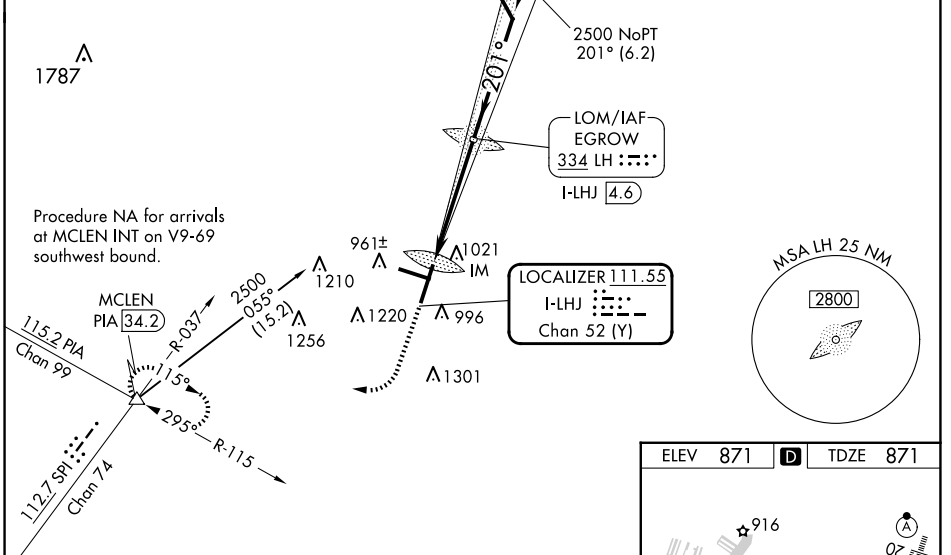 2500 NoPT
201° (6.2)
201°
1787
LOM/IAF
EGROW
334 LH
I-LHJ 4.6
Procedure NA for arrivals
at MCLEN INT on V9-69
southwest bound.
961±
1021
IM
MSA LH 25 NM
2800
LOCALIZER 111.55
I-LHJ
Chan 52 (Y)
MCLEN
PIA 34.2
R-037
2500
055°
(15.2)
1210
1256
1220
996
1301
115.2 PIA
Chan 99
115°
295°
R-115
112.7 SPI
Chan 74
ELEV 871 D TDZE 871
916
A
07